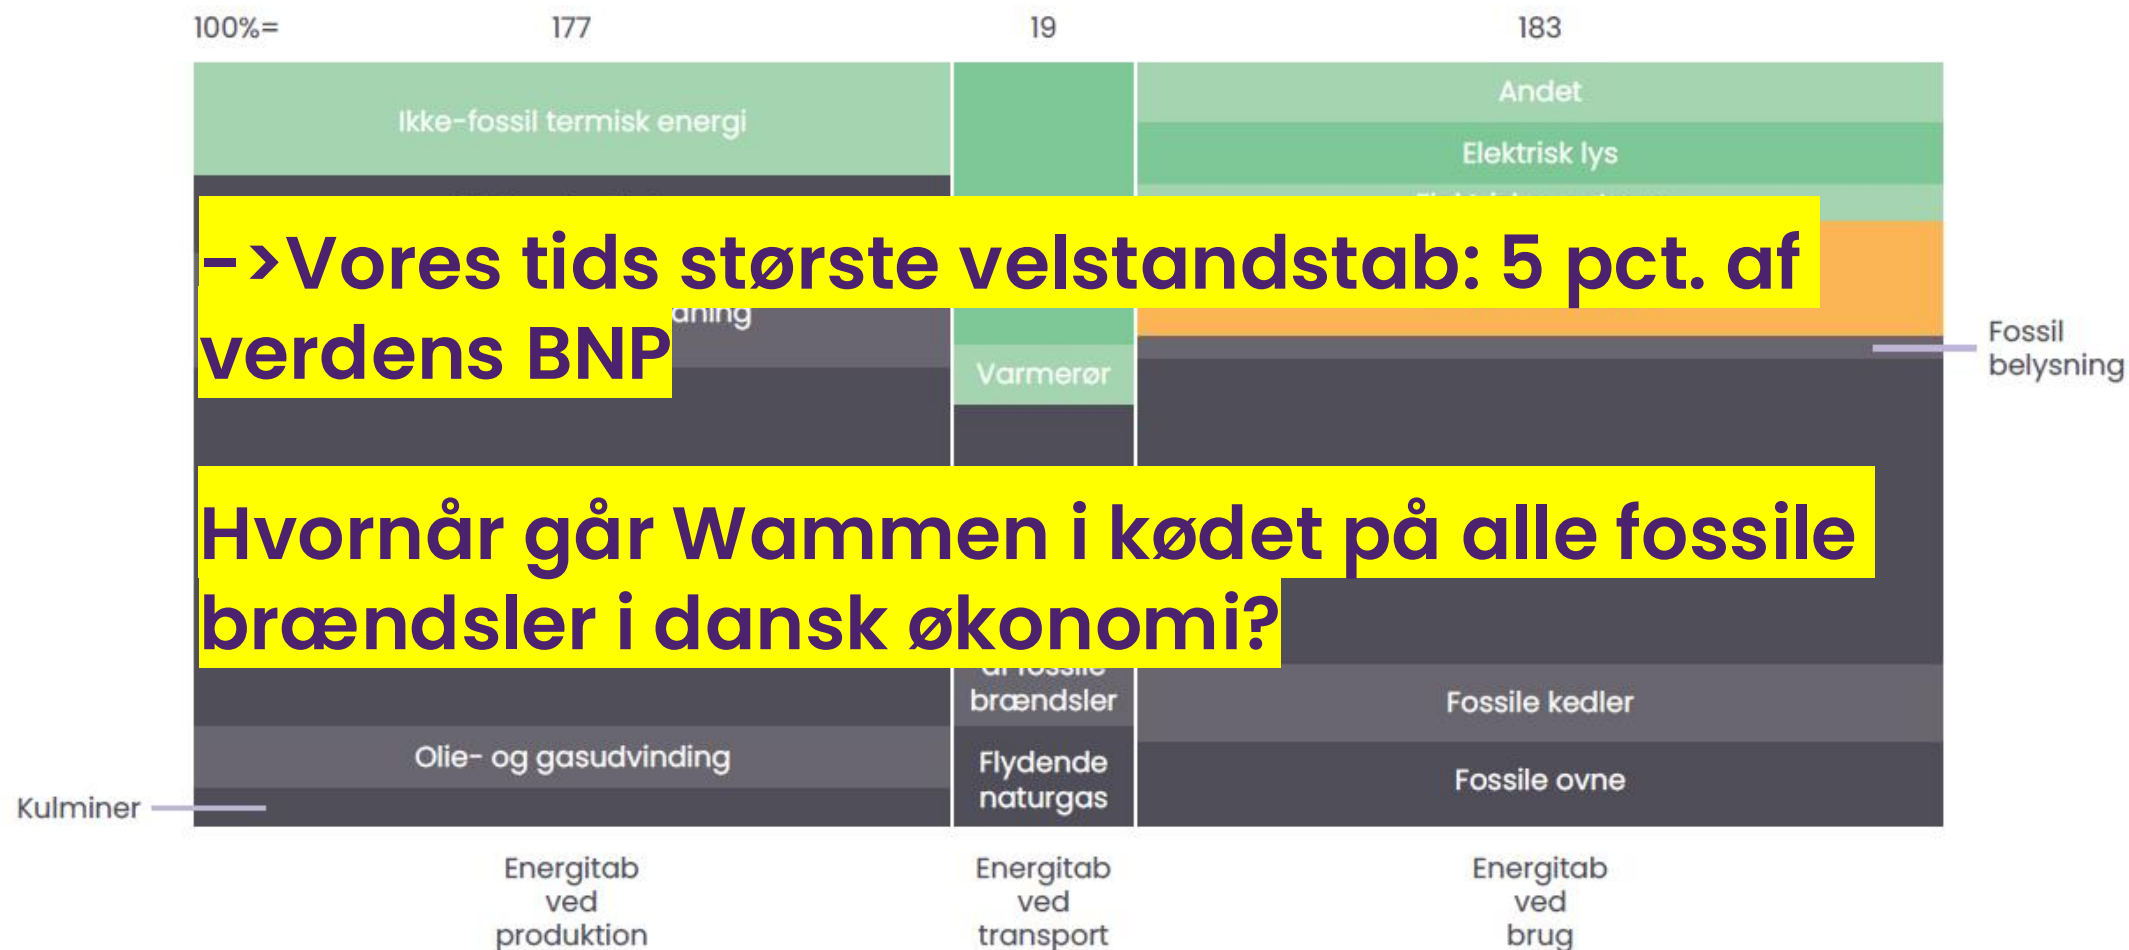 100%= 177 19 183
Ikke-fossil termisk energi
Andet
Elektrisk lys
->Vores tids største velstandstab: 5 pct. af
verdens BNP
Varmerør
Fossil
belysning
Hvornår går Wammen i kødet på alle fossile
brændsler i dansk økonomi?
af fossile
brændsler
Fossile kedler
Olie- og gasudvinding
Flydende
naturgas
Fossile ovne
Kulminer
Energitab
ved
produktion
Energitab
ved
transport
Energitab
ved
brug